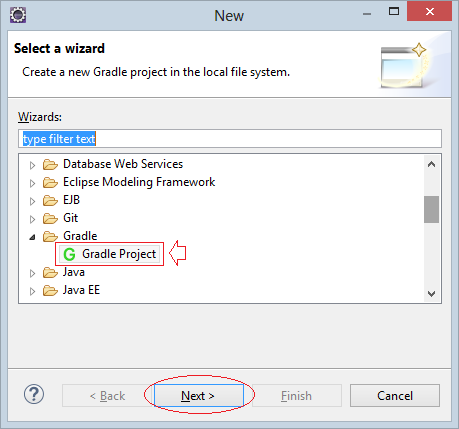 New
Select a wizard
Create a new Gradle project in the local file system.
Wizards:
type filter text
Database Web Services
Eclipse Modeling Framework
EJB
Git
Gradle
G Gradle Project
Java
Java EE
? < Back Next > Finish Cancel